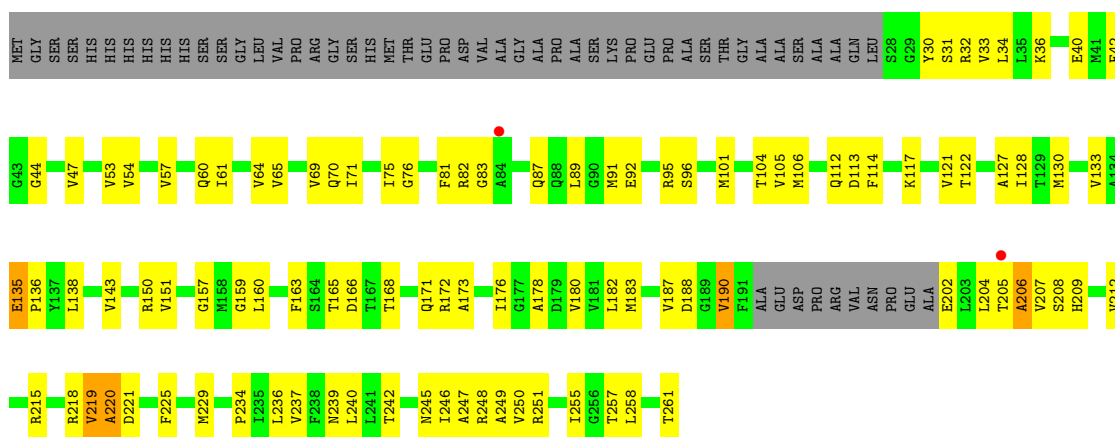 MET GLY SER SER HIS HIS HIS HIS HIS HIS SER SER GLY LEU VAL PRO ARG GLY SER HIS MET THR GLU PRO ASP VAL ALA GLY ALA PRO ALA SER LYS PRO GLU PRO ALA SER THR GLY ALA ALA SER ALA ALA GLN LEU S28 G29 Y30 S31 R32 V33 L34 L35 K36 E40 M41
G43 G44 V47 V53 V54 V57 Q60 I61 V64 V65 V69 Q70 I71 I75 G76 F81 R82 G83 A84 Q87 Q88 L89 G90 M91 E92 R95 S96 M101 T104 V105 M106 Q112 D113 F114 K117 V121 T122 A127 I128 T129 M130 V133 A134
E135 P136 Y137 L138 V143 R150 V151 G157 M158 G159 L160 F163 S164 T165 D166 T167 T168 Q171 R172 A173 I176 G177 A178 D179 V180 V181 L182 M183 V187 D188 G189 V190 F191 ALA GLU ASP PRO ARG VAL ASN PRO GLU ALA E202 L203 L204 T205 A206 V207 S208 H209
R215 R218 V219 A220 D221 F225 M229 P234 I235 L236 V237 F238 N239 L240 L241 T242 N245 I246 A247 R248 A249 V250 R251 I255 G256 T257 L258 T261